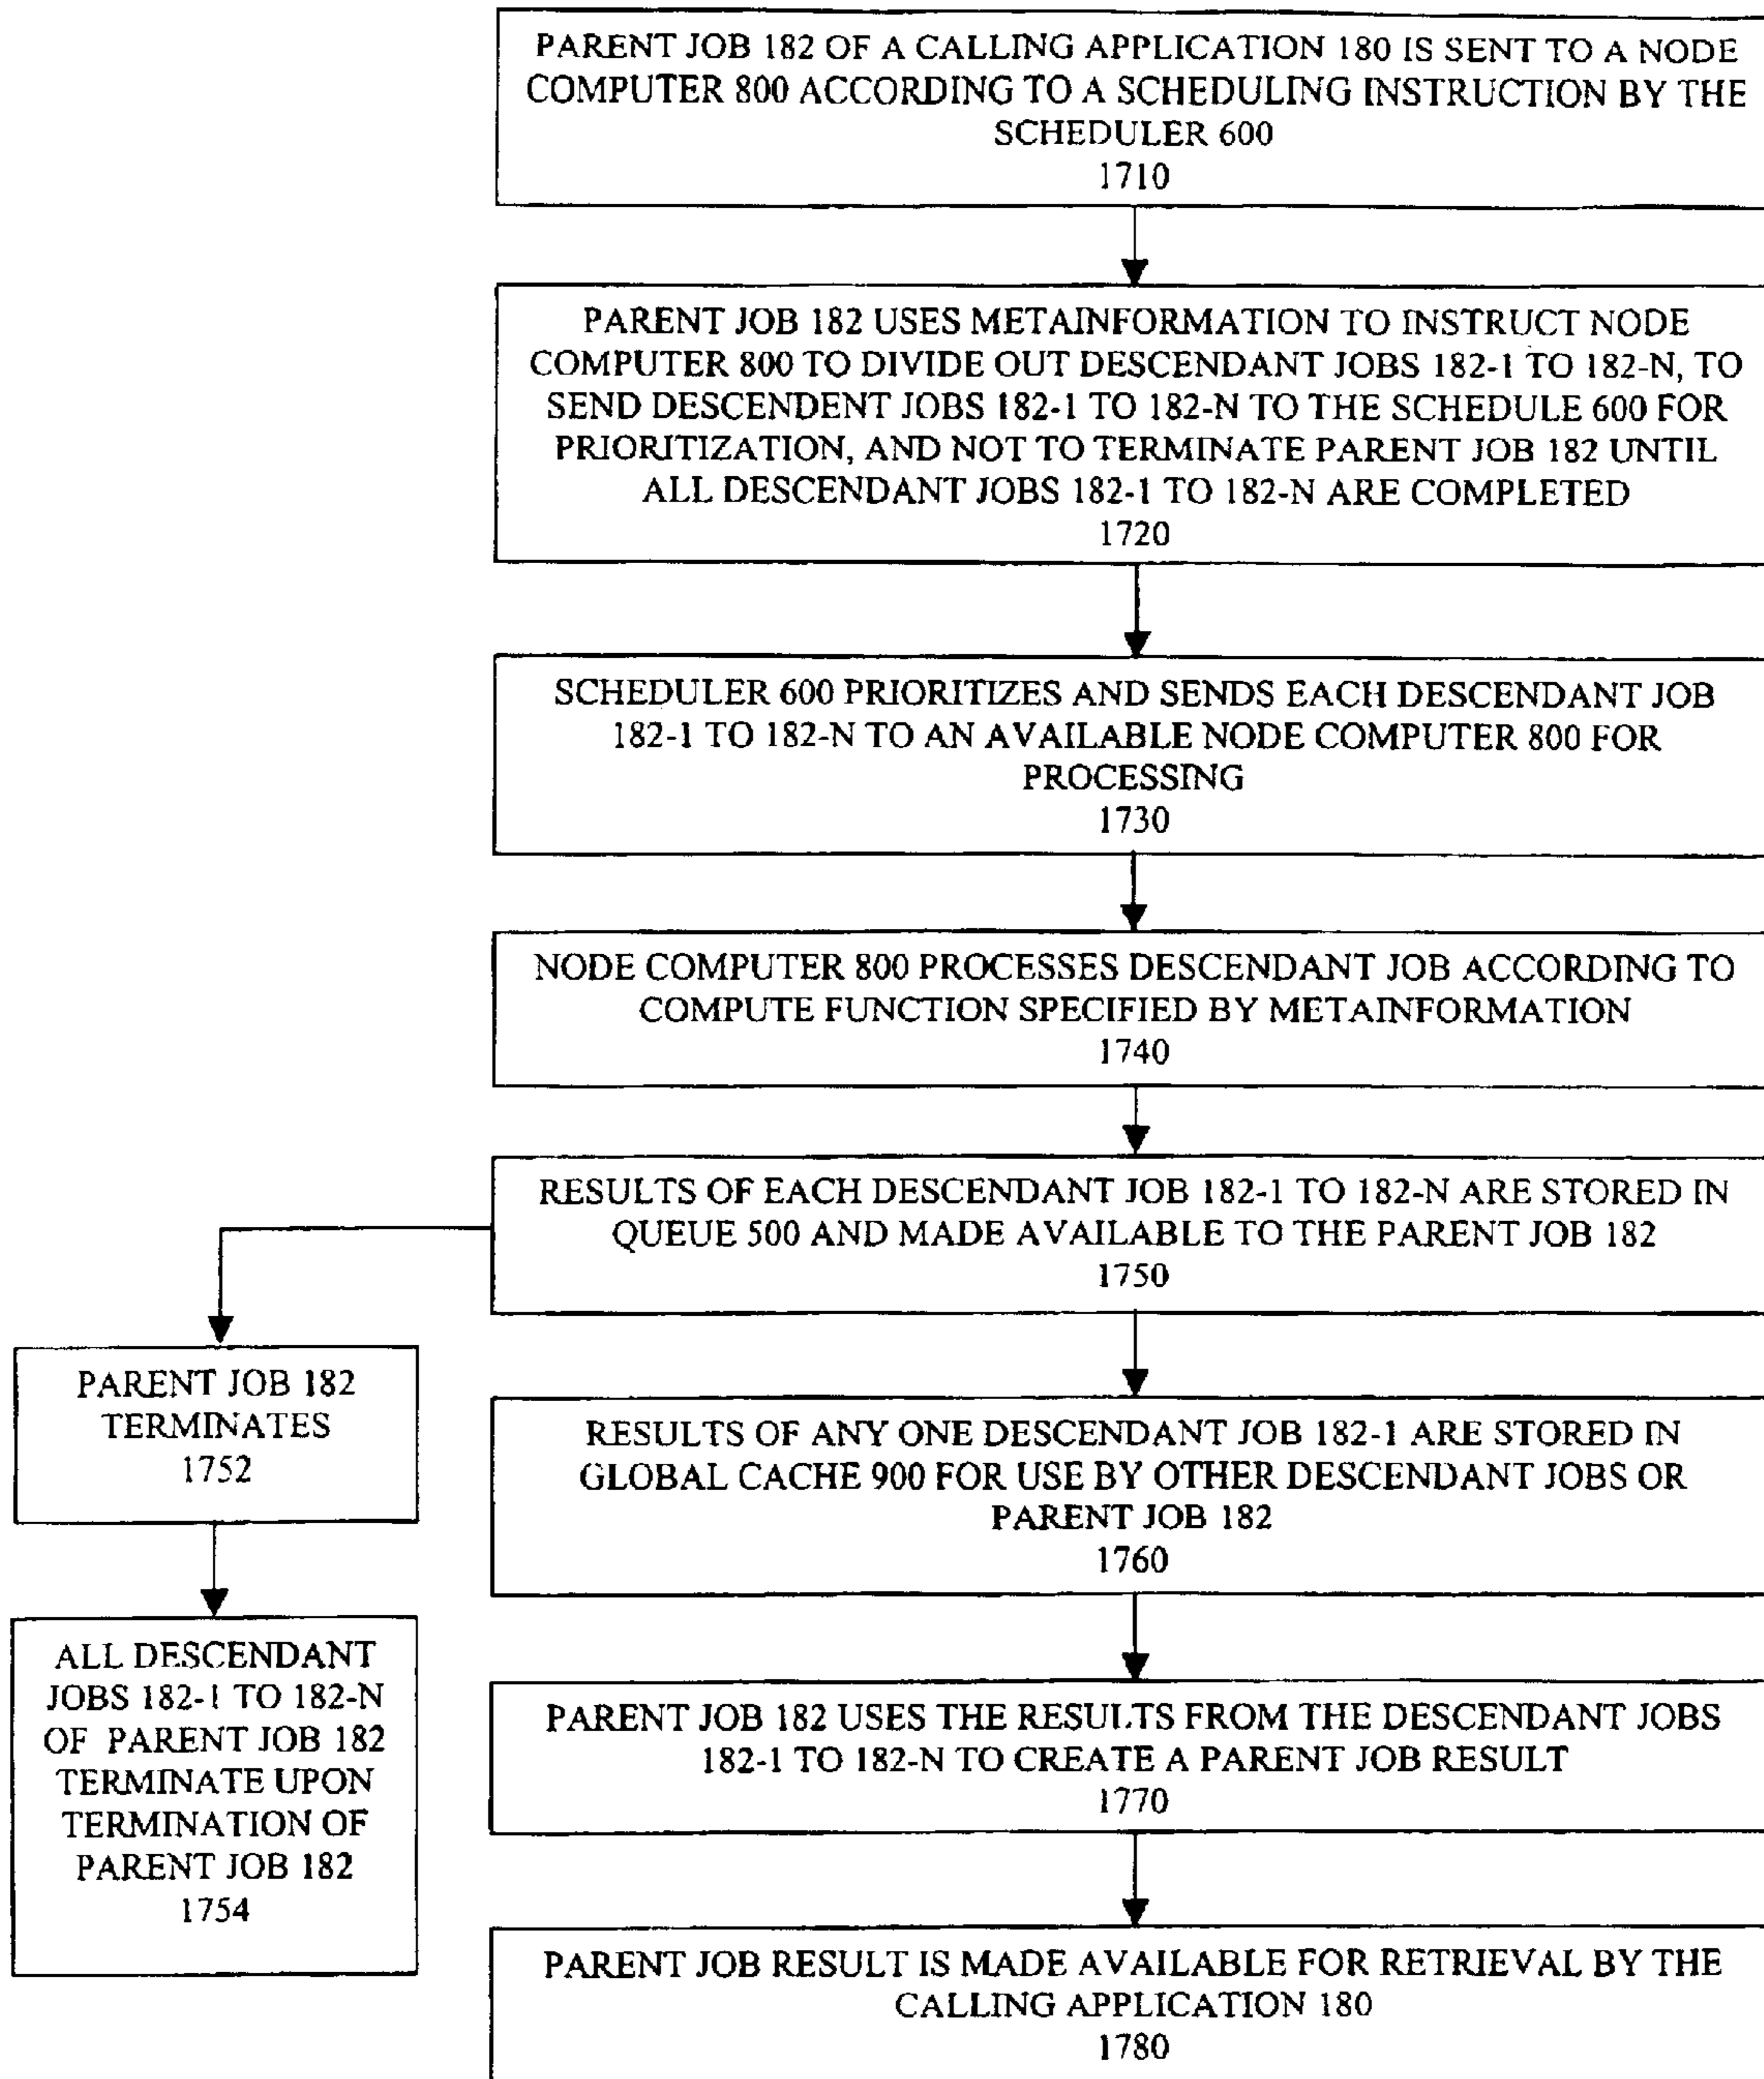 PARENT JOB 182 OF A CALLING APPLICATION 180 IS SENT TO A NODE
COMPUTER 800 ACCORDING TO A SCHEDULING INSTRUCTION BY THE
SCHEDULER 600
1710
PARENT JOB 182 USES METAINFORMATION TO INSTRUCT NODE
COMPUTER 800 TO DIVIDE OUT DESCENDANT JOBS 182-1 TO 182-N, TO
SEND DESCENDENT JOBS 182-1 TO 182-N TO THE SCHEDULE 600 FOR
PRIORITIZATION, AND NOT TO TERMINATE PARENT JOB 182 UNTIL
ALL DESCENDANT JOBS 182-1 TO 182-N ARE COMPLETED
1720
SCHEDULER 600 PRIORITIZES AND SENDS EACH DESCENDANT JOB
182-1 TO 182-N TO AN AVAILABLE NODE COMPUTER 800 FOR
PROCESSING
1730
NODE COMPUTER 800 PROCESSES DESCENDANT JOB ACCORDING TO
COMPUTE FUNCTION SPECIFIED BY METAINFORMATION
1740
RESULTS OF EACH DESCENDANT JOB 182-1 TO 182-N ARE STORED IN
QUEUE 500 AND MADE AVAILABLE TO THE PARENT JOB 182
1750
PARENT JOB 182
TERMINATES
1752
ALL DESCENDANT
JOBS 182-1 TO 182-N
OF PARENT JOB 182
TERMINATE UPON
TERMINATION OF
PARENT JOB 182
1754
RESULTS OF ANY ONE DESCENDANT JOB 182-1 ARE STORED IN
GLOBAL CACHE 900 FOR USE BY OTHER DESCENDANT JOBS OR
PARENT JOB 182
1760
PARENT JOB 182 USES THE RESULTS FROM THE DESCENDANT JOBS
182-1 TO 182-N TO CREATE A PARENT JOB RESULT
1770
PARENT JOB RESULT IS MADE AVAILABLE FOR RETRIEVAL BY THE
CALLING APPLICATION 180
1780